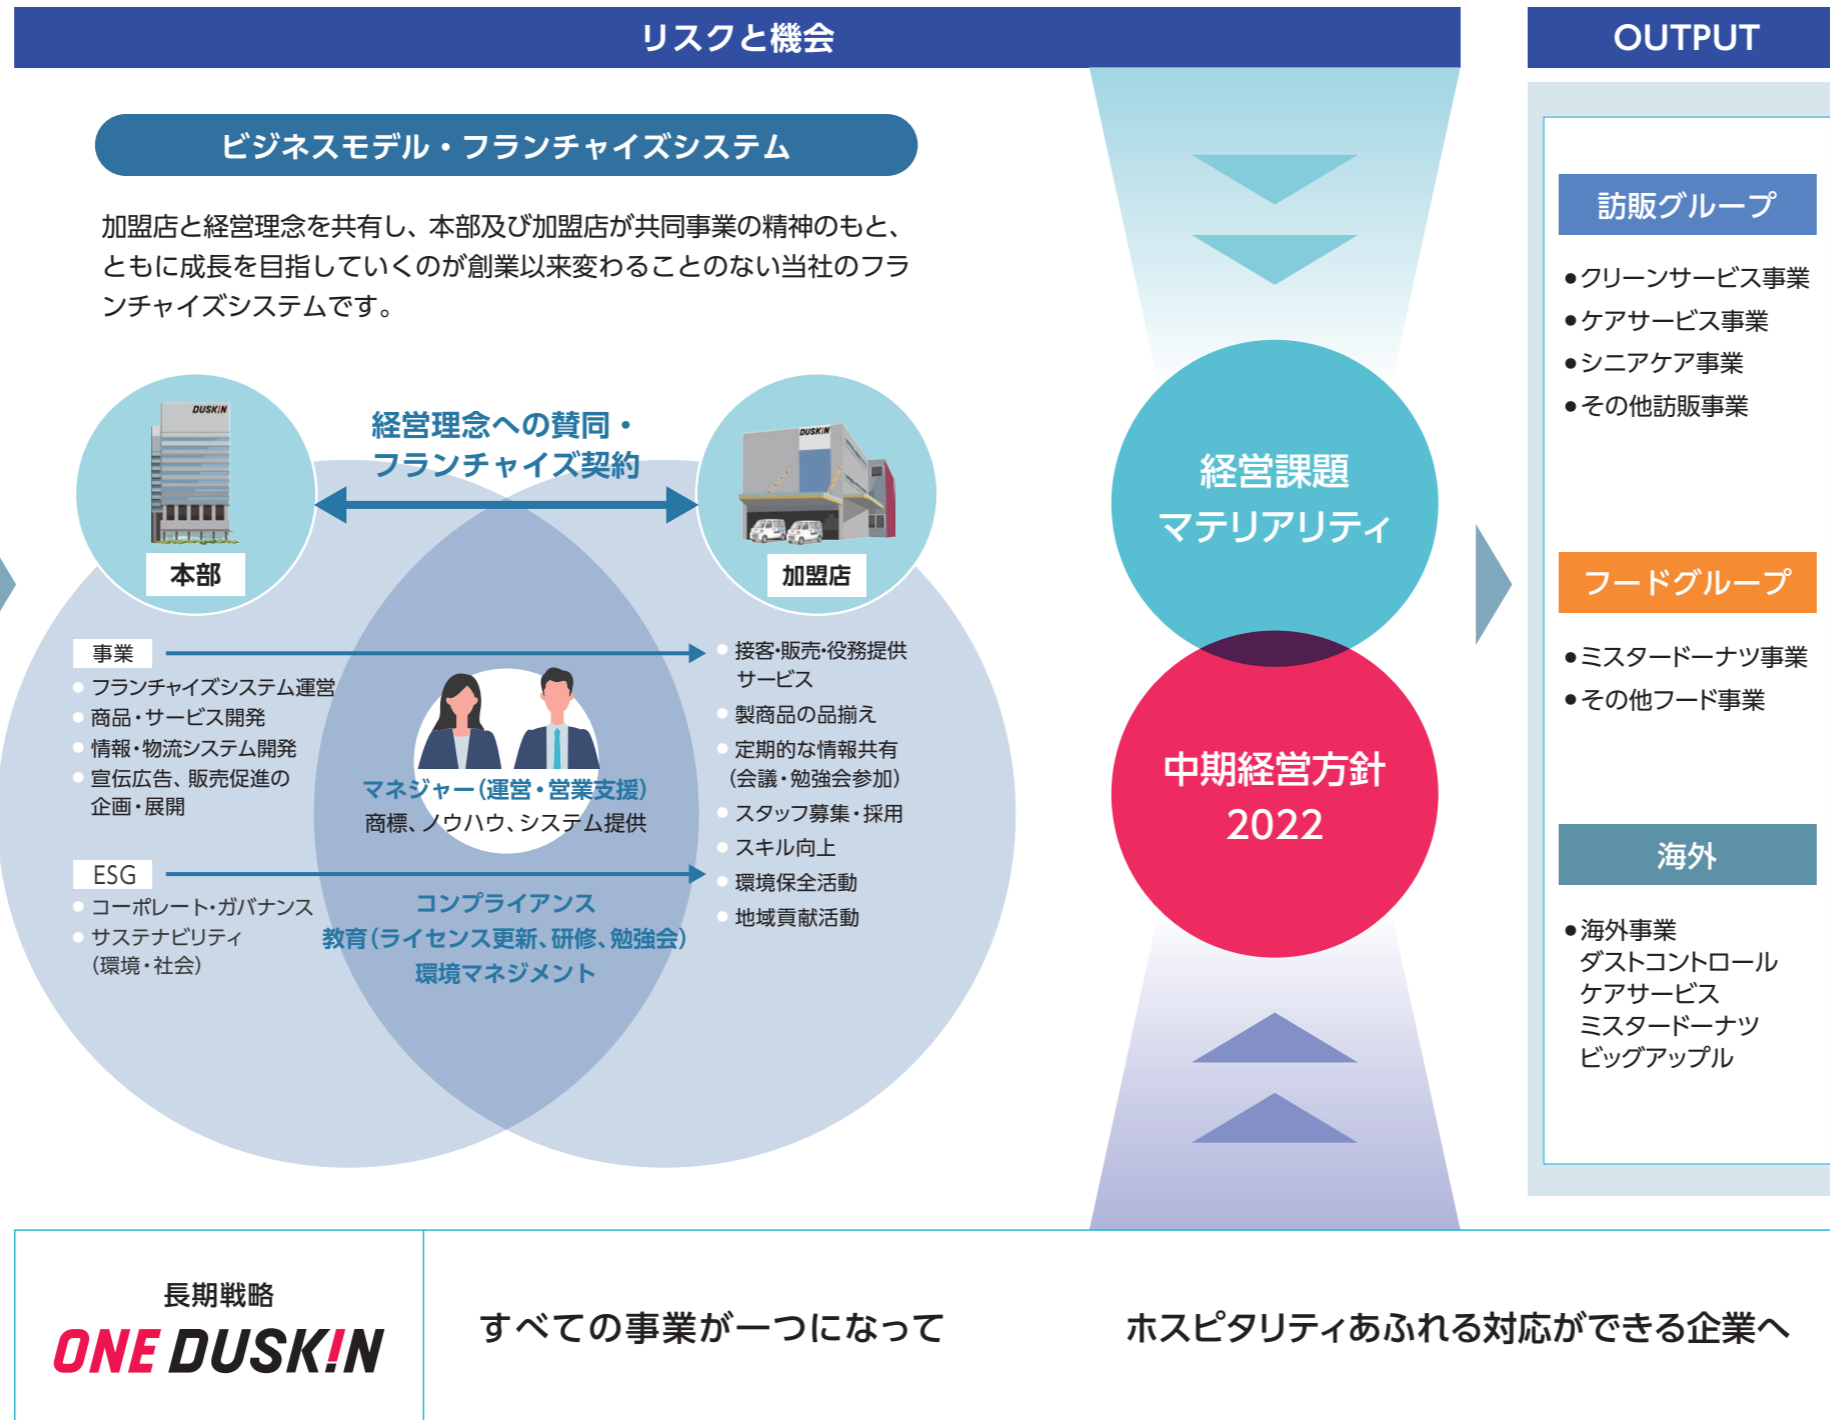 リスクと機会
ビジネスモデル・フランチャイズシステム
加盟店と経営理念を共有し、本部及び加盟店が共同事業の精神のもと、
ともに成長を目指していくのが創業以来変わることのない当社のフラ
ンチャイズシステムです。
DUSKIN
本部
経営理念への賛同・
フランチャイズ契約
DUSKIN
加盟店
事業
●フランチャイズシステム運営
●商品・サービス開発
●情報・物流システム開発
●宣伝広告、販売促進の
企画・展開
ESG
●コーポレート・ガバナンス
●サステナビリティ
(環境・社会)
マネジャー(運営・営業支援)
商標、ノウハウ、システム提供
コンプライアンス
教育(ライセンス更新、研修、勉強会)
環境マネジメント
●接客・販売・役務提供
サービス
●製商品の品揃え
●定期的な情報共有
(会議・勉強会参加)
●スタッフ募集・採用
●スキル向上
●環境保全活動
●地域貢献活動
経営課題
マテリアリティ
中期経営方針
2022
OUTPUT
訪販グループ
●クリーンサービス事業
●ケアサービス事業
●シニアケア事業
●その他訪販事業
フードグループ
●ミスタードーナツ事業
●その他フード事業
海外
●海外事業
ダストコントロール
ケアサービス
ミスタードーナツ
ビッグアップル
長期戦略
ONE DUSK!N
すべての事業が一つになって
ホスピタリティあふれる対応ができる企業へ